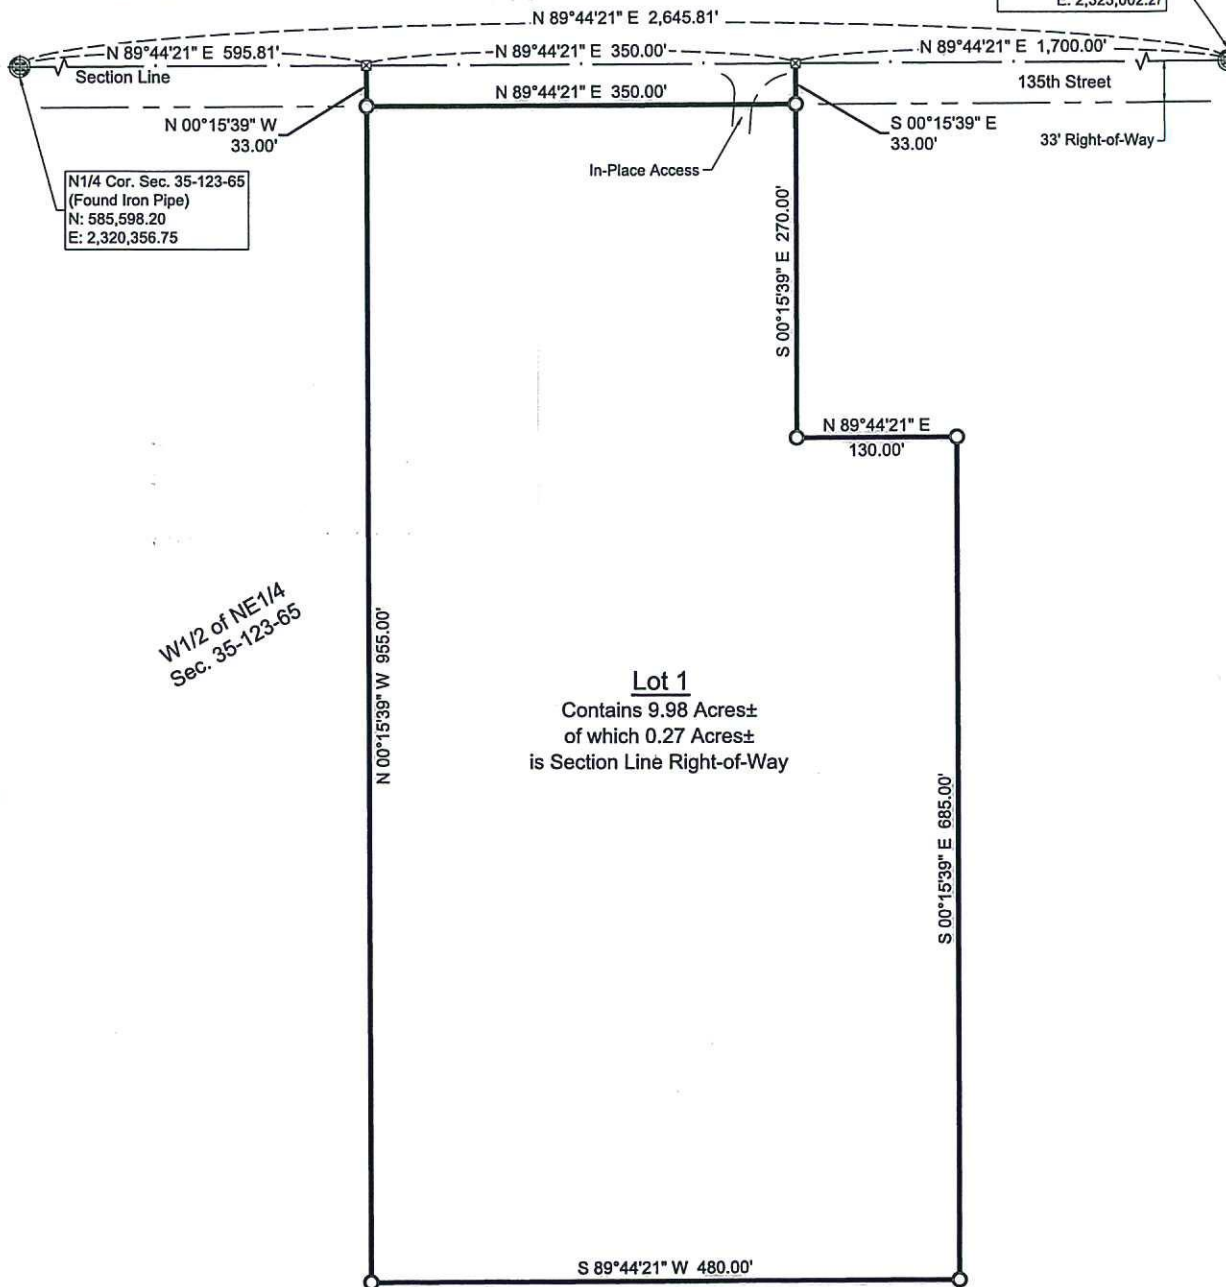 N 89°44'21" E 2,645.81'
N 89°44'21" E 595.81'
N 89°44'21" E 350.00'
N 89°44'21" E 1,700.00'
Section Line
135th Street
N 89°44'21" E 350.00'
N 00°15'39" W
33.00'
S 00°15'39" E
33.00'
33' Right-of-Way
In-Place Access
N1/4 Cor. Sec. 35-123-65
(Found Iron Pipe)
N: 585,598.20
E: 2,320,356.75
S 00°15'39" E 270.00'
N 89°44'21" E
130.00'
W1/2 of NE1/4
Sec. 35-123-65
N 00°15'39" W 955.00'
Lot 1
Contains 9.98 Acres±
of which 0.27 Acres±
is Section Line Right-of-Way
S 00°15'39" E 685.00'
S 89°44'21" W 480.00'